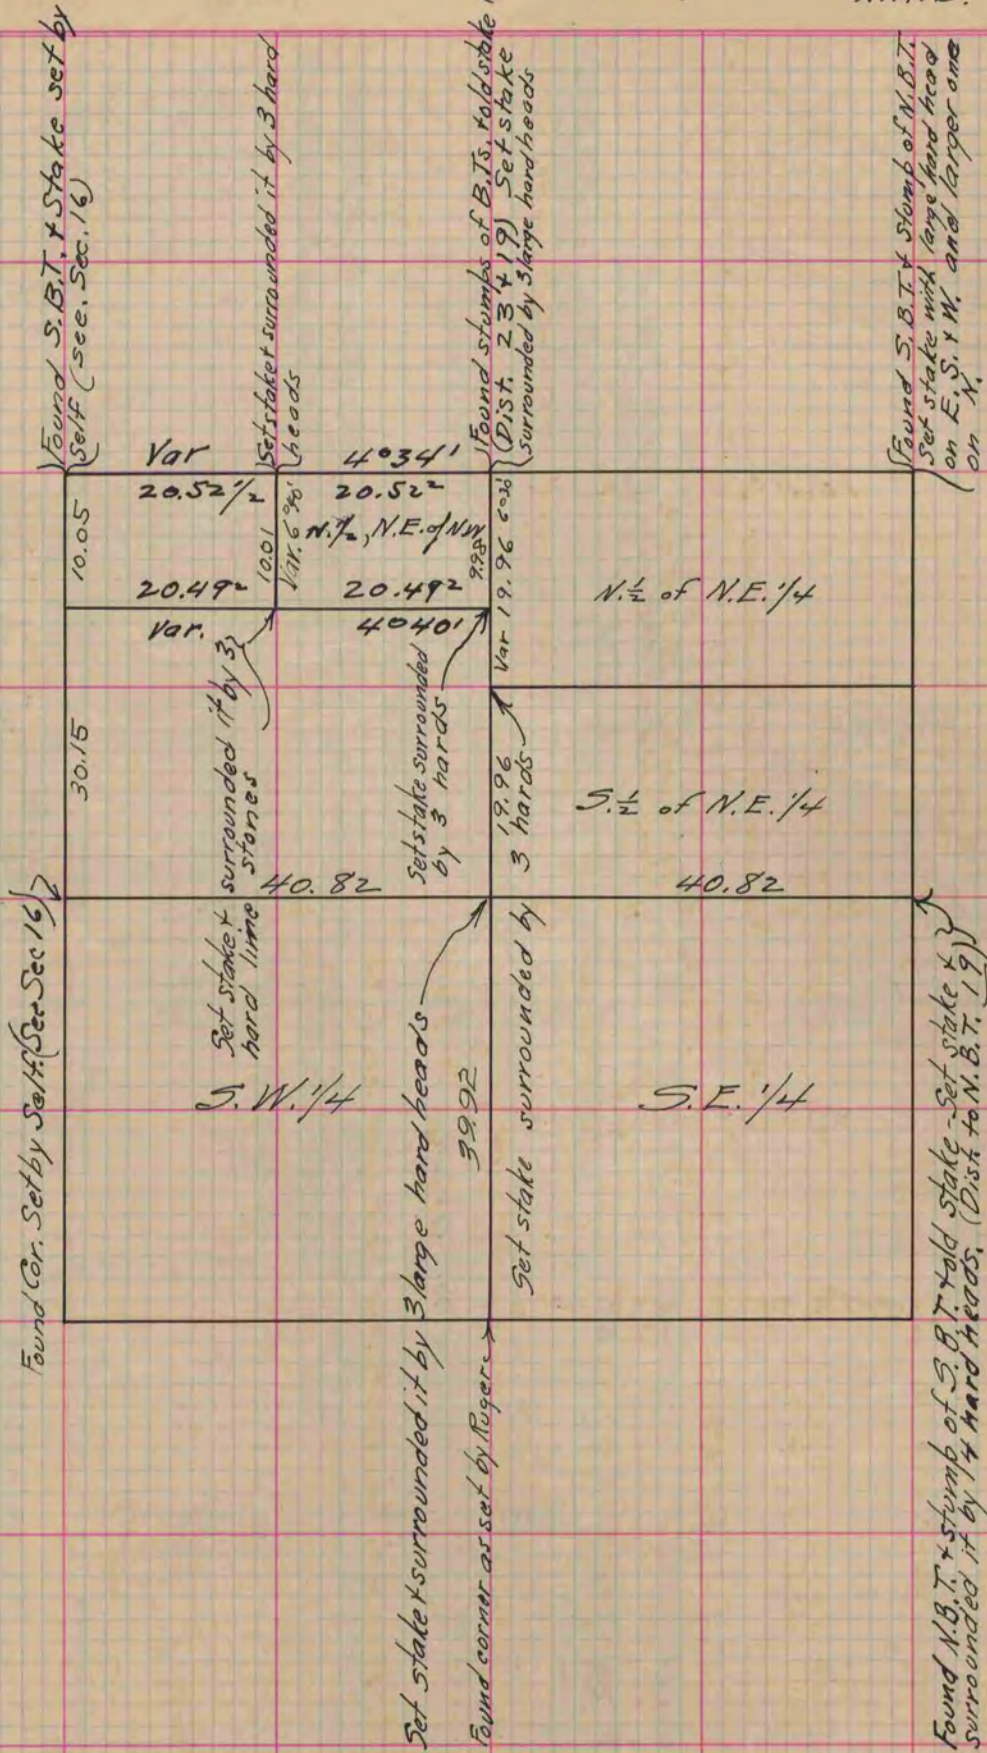 Found S.B.T. & Stake set by
Self (see. Sec. 16)
Set stake & surrounded it by 3 hard
heads
Found stumps of B.Ts. & old stake
(Dist. 23 & 19) Set stake
surrounded by 3 large hardheads
Found S.B.T. & Stump of N.B.T.
Set stake with large hard head
on E. S. & W. and larger one
on N.
Var 4°34'
20.52 1/2 20.52²
10.05
10.01
Var. 6°40'
N.1/2, N.E. of NW
9.98
Var 19.96 6°30'
20.49² 20.49²
Var. 4°40'
N.1/2 of N.E. 1/4
30.15
Set stake & surrounded it by 3
hard lime stones
Set stake surrounded
by 3 hards
19.96
S.1/2 of N.E. 1/4
40.82 40.82
Found Cor. Set by Self. (See Sec 16)
S.W. 1/4
Set stake & surrounded it by 3 large hard heads
39.92
Set stake surrounded by 3 hards
S.E. 1/4
Found corner as set by Ruger
Found N.B.T. & stump of S.B.T. & old Stake - Set Stake &
surrounded it by 4 hard heads. (Dist. to N.B.T. 19)